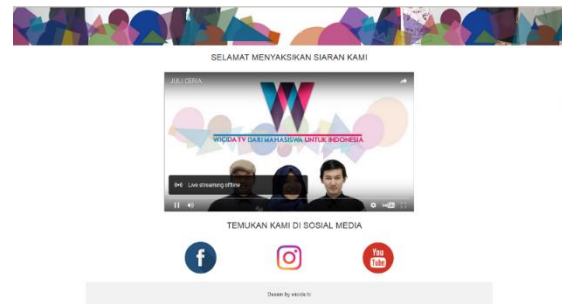 SELAMAT MENYAKSIKAN SIARAN KAMI
JULI CERIA
W
WICIDA TV DARI MAHASISWA UNTUK INDONESIA
Live streaming offline
TEMUKAN KAMI DI SOSIAL MEDIA
f
You
Tube